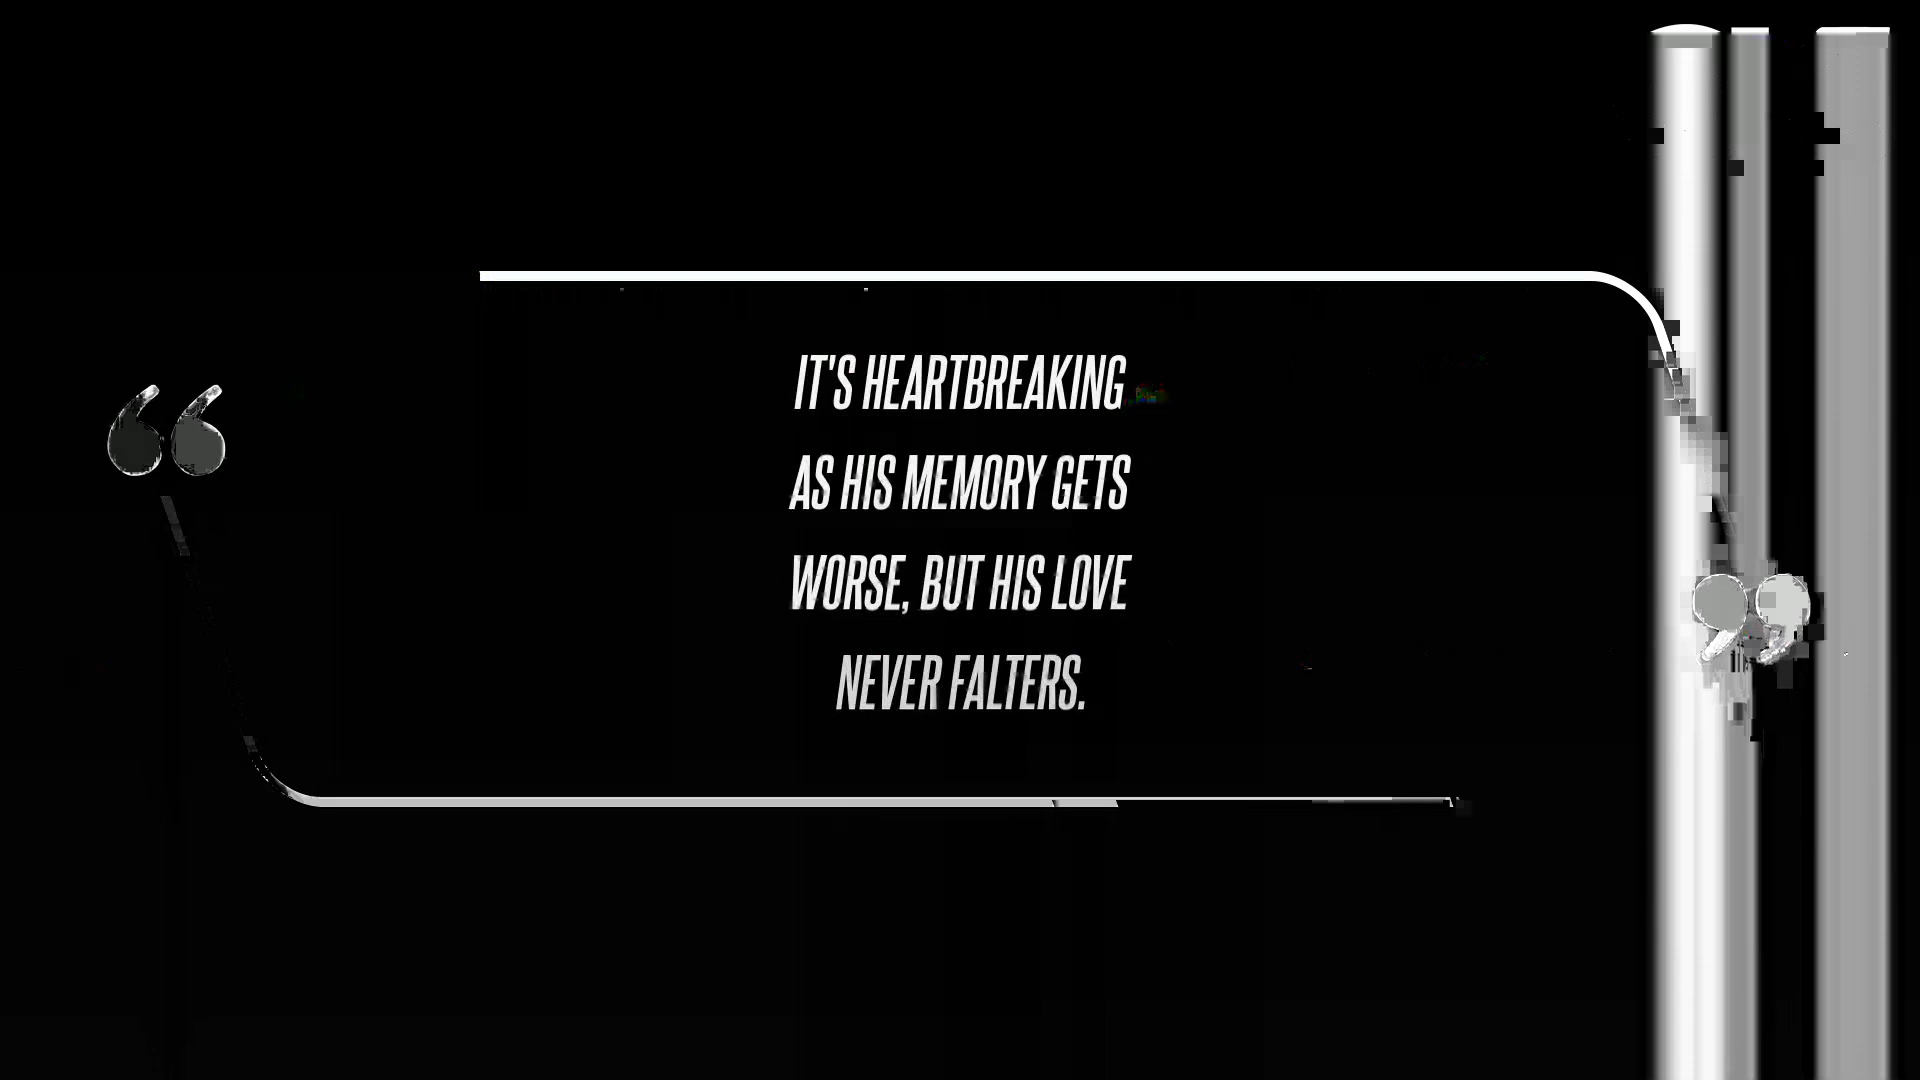 IT'S HEARTBREAKING
AS HIS MEMORY GETS
WORSE, BUT HIS LOVE
NEVER FALTERS.